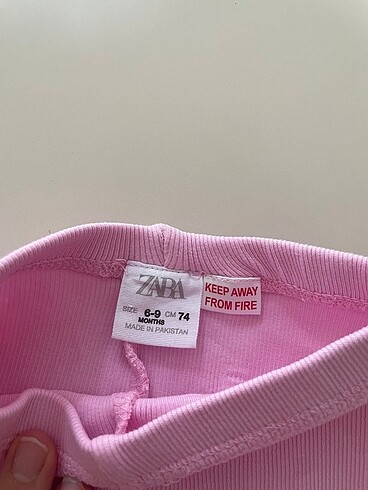 ZARA
SIZE 6-9 CM 74
MONTHS
MADE IN PAKISTAN
KEEP AWAY
FROM FIRE